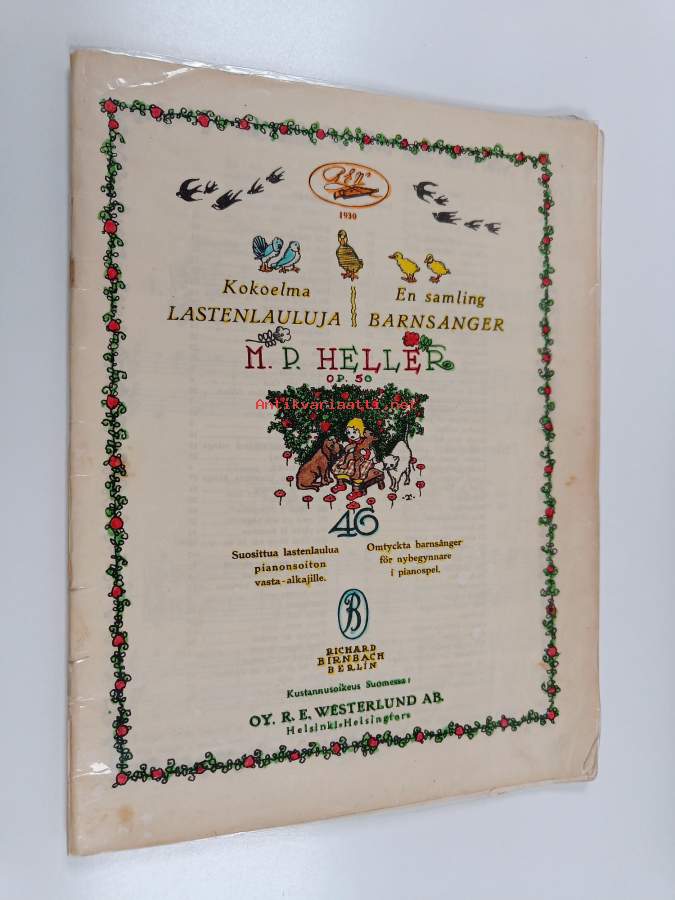 R.E.W:
1930
Kokoelma
LASTENLAULUJA
En samling
BARNSANGER
M. P. HELLER
OP. 50
Antikvariaatti.net
46
Suosittua lastenlaulua
pianonsoiton
vasta-alkajille.
Omtyckta barnsånger
för nybegynnare
i pianospel.
B
RICHARD
BIRNBACH
BERLIN
Kustannusoikeus Suomessa:
OY. R. E. WESTERLUND AB.
Helsinki-Helsingfors